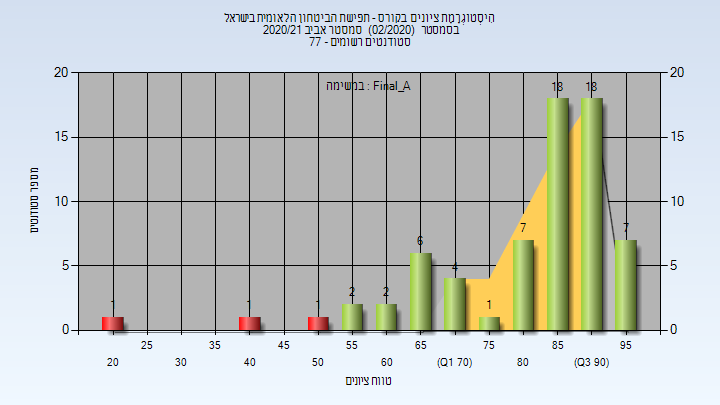 היסטוגרמת ציונים בקורס - תפישת הביטחון הלאומית בישראל
בסמסטר (02/2020) סמסטר אביב 2020/21
סטודנטים רשומים - 77
במשימה : Final_A
מספר סטודנטים
20 20
15 15
10 10
5 5
0 0
1 1 1 2 2 6 4 1 7 18 18 7
25 35 45 55 65 75 85 95
20 30 40 50 60 (Q1 70) 80 (Q3 90)
טווח ציונים